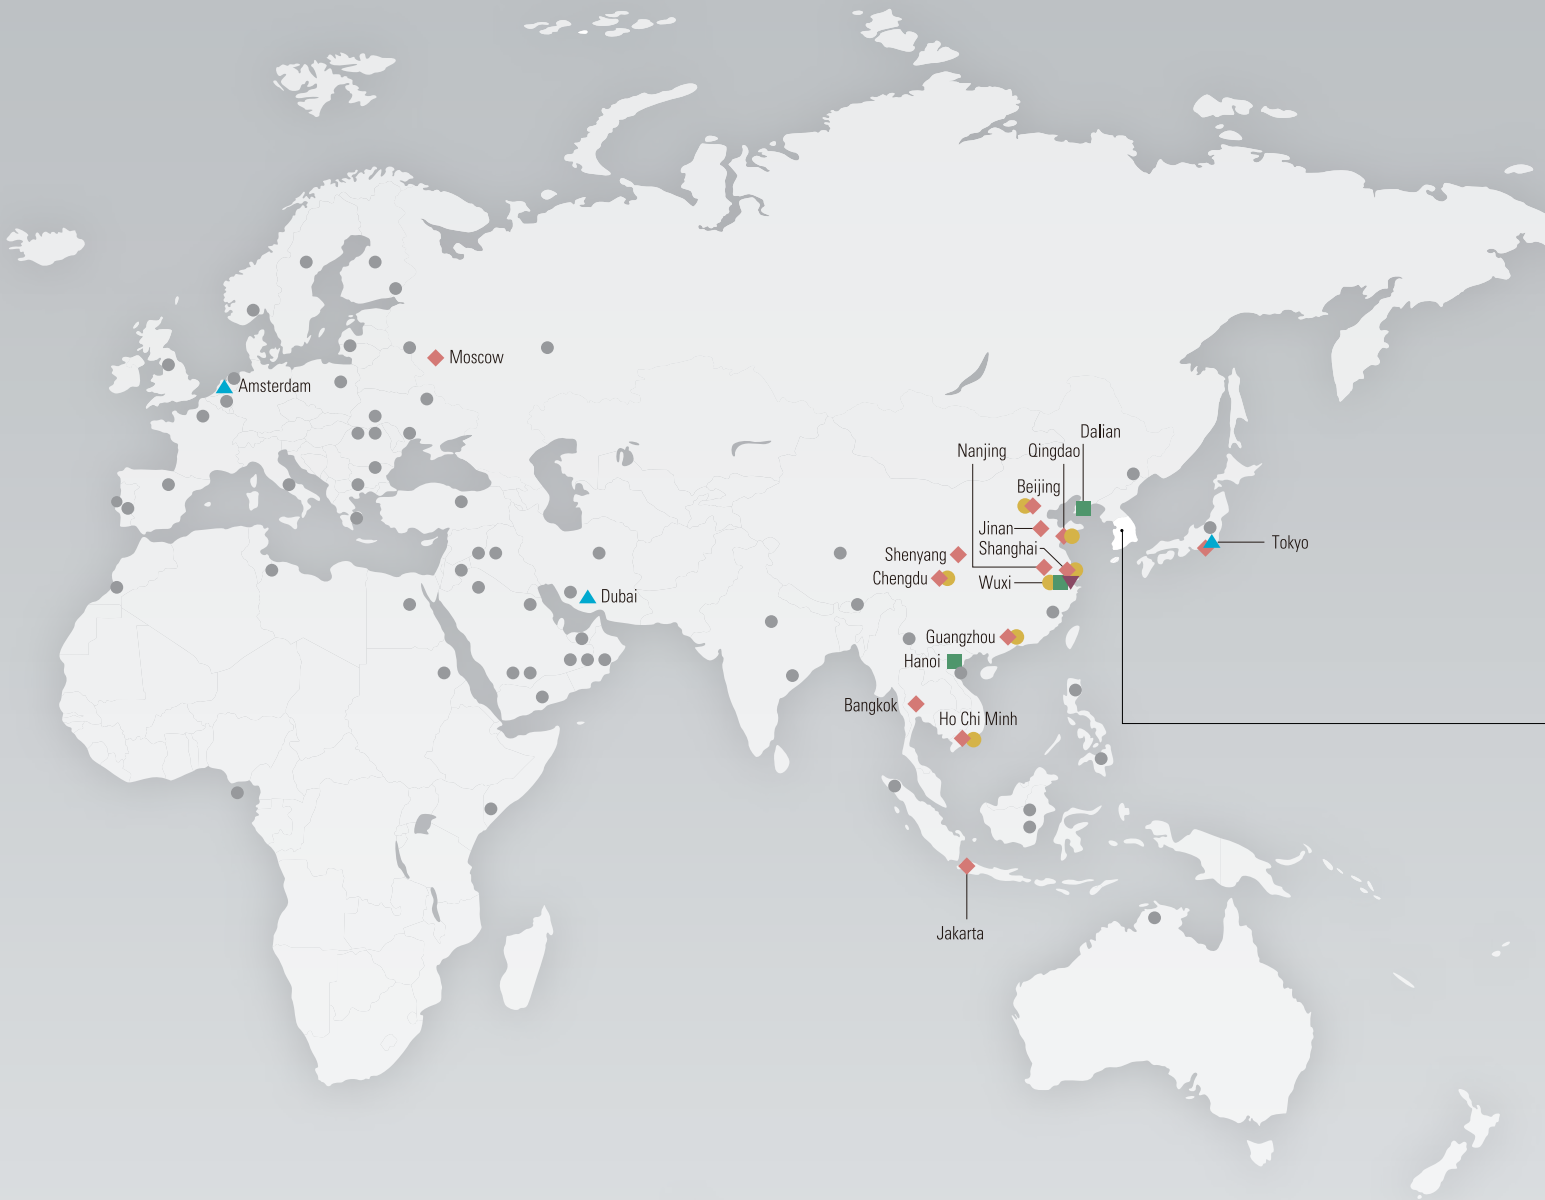 Moscow
Amsterdam
Dalian
Nanjing
Qingdao
Beijing
Jinan
Tokyo
Shanghai
Shenyang
Chengdu
Wuxi
Dubai
Guangzhou
Hanoi
Bangkok
Ho Chi Minh
Jakarta